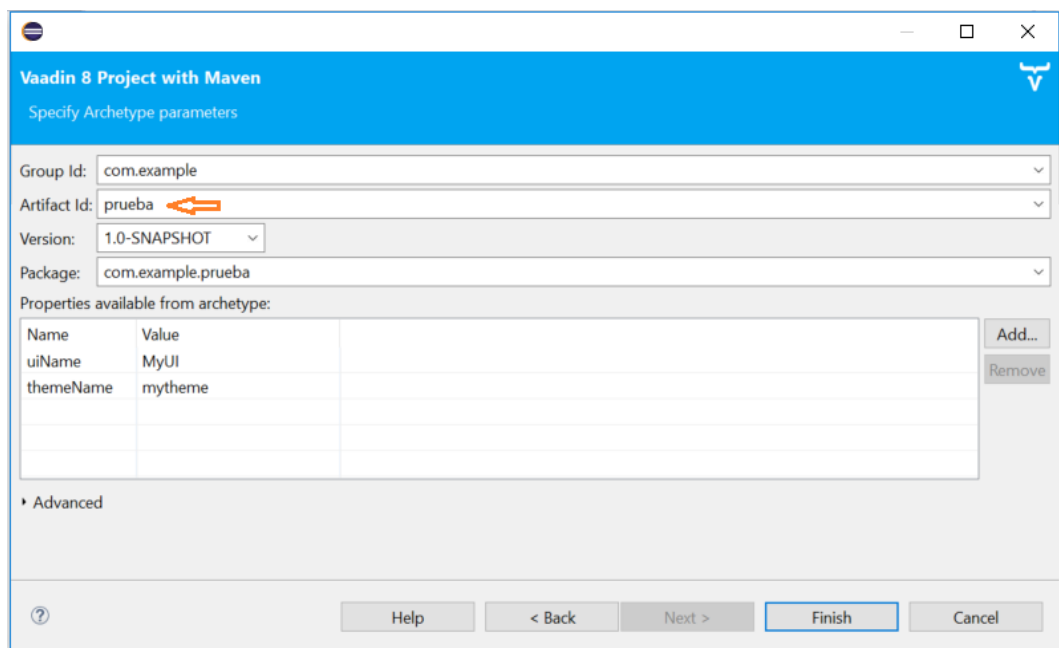 Vaadin 8 Project with Maven
Specify Archetype parameters
Group Id: com.example
Artifact Id: prueba
Version: 1.0-SNAPSHOT
Package: com.example.prueba
Properties available from archetype:
Name Value
uiName MyUI
themeName mytheme
Add...
Remove
Advanced
? Help < Back Next > Finish Cancel